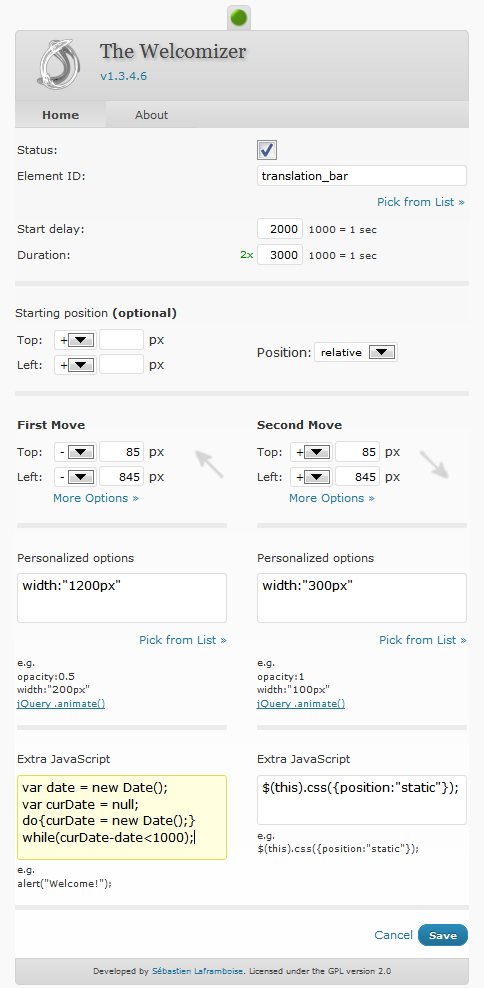 The Welcomizer
v1.3.4.6
Home About
Status:
Element ID: translation_bar
Pick from List »
Start delay: 2000 1000 = 1 sec
Duration: 2x 3000 1000 = 1 sec
Starting position (optional)
Top: + px
Left: + px
Position: relative
First Move
Top: - 85 px
Left: - 845 px
More Options »
Second Move
Top: + 85 px
Left: + 845 px
More Options »
Personalized options
width:"1200px"
Pick from List »
e.g.
opacity:0.5
width:"200px"
jQuery .animate()
Personalized options
width:"300px"
Pick from List »
e.g.
opacity:1
width:"100px"
jQuery .animate()
Extra JavaScript
var date = new Date();
var curDate = null;
do{curDate = new Date();}
while(curDate-date<1000);
e.g.
alert("Welcome!");
Extra JavaScript
$(this).css({position:"static"});
e.g.
$(this).css({position:"static"});
Cancel Save
Developed by Sébastien Laframboise. Licensed under the GPL version 2.0